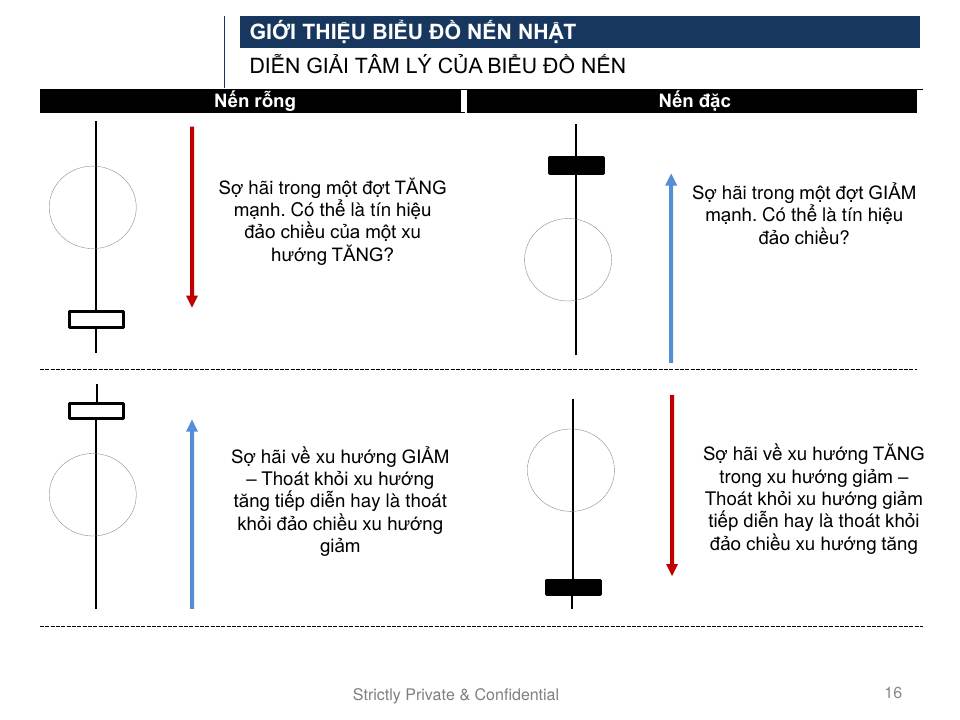 GIỚI THIỆU BIỂU ĐỒ NẾN NHẬT
DIỄN GIẢI TÂM LÝ CỦA BIỂU ĐỒ NẾN
Nến rỗng
Nến đặc
Sợ hãi trong một đợt TĂNG
mạnh. Có thể là tín hiệu
đảo chiều của một xu
hướng TĂNG?
Sợ hãi trong một đợt GIẢM
mạnh. Có thể là tín hiệu
đảo chiều?
Sợ hãi về xu hướng GIẢM
– Thoát khỏi xu hướng
tăng tiếp diễn hay là thoát
khỏi đảo chiều xu hướng
giảm
Sợ hãi về xu hướng TĂNG
trong xu hướng giảm –
Thoát khỏi xu hướng giảm
tiếp diễn hay là thoát khỏi
đảo chiều xu hướng tăng
Strictly Private & Confidential
16